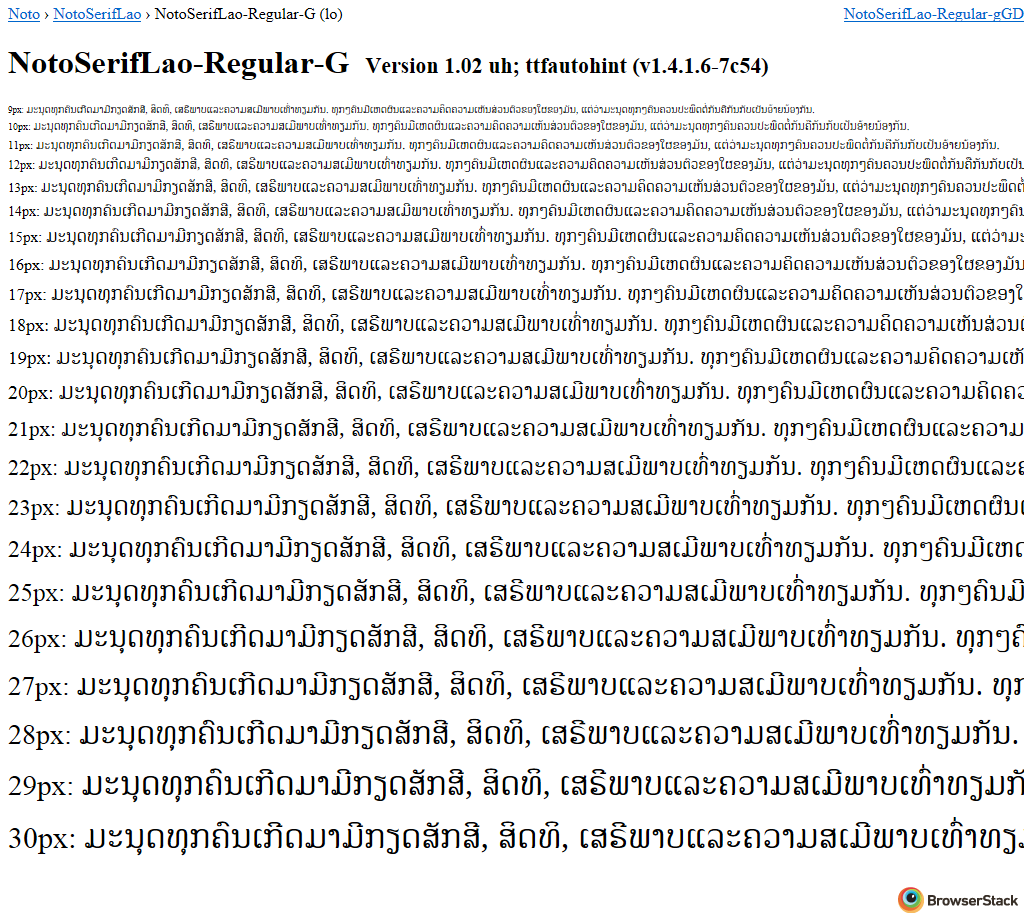 Noto › NotoSerifLao › NotoSerifLao-Regular-G (lo)
NotoSerifLao-Regular-gGD
NotoSerifLao-Regular-G Version 1.02 uh; ttfautohint (v1.4.1.6-7c54)
9px: ມະນຸດທຸກຄົນເກີດມາມີກຽດສັກສີ, ສິດທິ, ເສຣີພາບແລະຄວາມສເມີພາບເທົ່າທຽມກັນ. ທຸກໆຄົນມີເຫດຜົນແລະຄວາມຄິດຄວາມເຫັນສ່ວນຕົວຂອງໃຜຂອງມັນ, ແຕ່ວ່າມະນຸດທຸກໆຄົນຄວນປະພຶດຕໍ່ກັນຄືກັນກັບເປັນອ້າຍນ້ອງກັນ.
10px: ມະນຸດທຸກຄົນເກີດມາມີກຽດສັກສີ, ສິດທິ, ເສຣີພາບແລະຄວາມສເມີພາບເທົ່າທຽມກັນ. ທຸກໆຄົນມີເຫດຜົນແລະຄວາມຄິດຄວາມເຫັນສ່ວນຕົວຂອງໃຜຂອງມັນ, ແຕ່ວ່າມະນຸດທຸກໆຄົນຄວນປະພຶດຕໍ່ກັນຄືກັນກັບເປັນອ້າຍນ້ອງກັນ.
11px: ມະນຸດທຸກຄົນເກີດມາມີກຽດສັກສີ, ສິດທິ, ເສຣີພາບແລະຄວາມສເມີພາບເທົ່າທຽມກັນ. ທຸກໆຄົນມີເຫດຜົນແລະຄວາມຄິດຄວາມເຫັນສ່ວນຕົວຂອງໃຜຂອງມັນ, ແຕ່ວ່າມະນຸດທຸກໆຄົນຄວນປະພຶດຕໍ່ກັນຄືກັນກັບເປັນອ້າຍນ້ອງກັນ.
12px: ມະນຸດທຸກຄົນເກີດມາມີກຽດສັກສີ, ສິດທິ, ເສຣີພາບແລະຄວາມສເມີພາບເທົ່າທຽມກັນ. ທຸກໆຄົນມີເຫດຜົນແລະຄວາມຄິດຄວາມເຫັນສ່ວນຕົວຂອງໃຜຂອງມັນ, ແຕ່ວ່າມະນຸດທຸກໆຄົນຄວນປະພຶດຕໍ່ກັນຄືກັນກັບເປັ
13px: ມະນຸດທຸກຄົນເກີດມາມີກຽດສັກສີ, ສິດທິ, ເສຣີພາບແລະຄວາມສເມີພາບເທົ່າທຽມກັນ. ທຸກໆຄົນມີເຫດຜົນແລະຄວາມຄິດຄວາມເຫັນສ່ວນຕົວຂອງໃຜຂອງມັນ, ແຕ່ວ່າມະນຸດທຸກໆຄົນຄວນປະພຶດຕໍ່
14px: ມະນຸດທຸກຄົນເກີດມາມີກຽດສັກສີ, ສິດທິ, ເສຣີພາບແລະຄວາມສເມີພາບເທົ່າທຽມກັນ. ທຸກໆຄົນມີເຫດຜົນແລະຄວາມຄິດຄວາມເຫັນສ່ວນຕົວຂອງໃຜຂອງມັນ, ແຕ່ວ່າມະນຸດທຸກໆຄົ
15px: ມະນຸດທຸກຄົນເກີດມາມີກຽດສັກສີ, ສິດທິ, ເສຣີພາບແລະຄວາມສເມີພາບເທົ່າທຽມກັນ. ທຸກໆຄົນມີເຫດຜົນແລະຄວາມຄິດຄວາມເຫັນສ່ວນຕົວຂອງໃຜຂອງມັນ, ແຕ່ວ່າມະ
16px: ມະນຸດທຸກຄົນເກີດມາມີກຽດສັກສີ, ສິດທິ, ເສຣີພາບແລະຄວາມສເມີພາບເທົ່າທຽມກັນ. ທຸກໆຄົນມີເຫດຜົນແລະຄວາມຄິດຄວາມເຫັນສ່ວນຕົວຂອງໃຜຂອງມັນ
17px: ມະນຸດທຸກຄົນເກີດມາມີກຽດສັກສີ, ສິດທິ, ເສຣີພາບແລະຄວາມສເມີພາບເທົ່າທຽມກັນ. ທຸກໆຄົນມີເຫດຜົນແລະຄວາມຄິດຄວາມເຫັນສ່ວນຕົວຂອງໃ
18px: ມະນຸດທຸກຄົນເກີດມາມີກຽດສັກສີ, ສິດທິ, ເສຣີພາບແລະຄວາມສເມີພາບເທົ່າທຽມກັນ. ທຸກໆຄົນມີເຫດຜົນແລະຄວາມຄິດຄວາມເຫັນສ່ວນ
19px: ມະນຸດທຸກຄົນເກີດມາມີກຽດສັກສີ, ສິດທິ, ເສຣີພາບແລະຄວາມສເມີພາບເທົ່າທຽມກັນ. ທຸກໆຄົນມີເຫດຜົນແລະຄວາມຄິດຄວາມເຫັ
20px: ມະນຸດທຸກຄົນເກີດມາມີກຽດສັກສີ, ສິດທິ, ເສຣີພາບແລະຄວາມສເມີພາບເທົ່າທຽມກັນ. ທຸກໆຄົນມີເຫດຜົນແລະຄວາມຄິດຄວ
21px: ມະນຸດທຸກຄົນເກີດມາມີກຽດສັກສີ, ສິດທິ, ເສຣີພາບແລະຄວາມສເມີພາບເທົ່າທຽມກັນ. ທຸກໆຄົນມີເຫດຜົນແລະຄວາມ
22px: ມະນຸດທຸກຄົນເກີດມາມີກຽດສັກສີ, ສິດທິ, ເສຣີພາບແລະຄວາມສເມີພາບເທົ່າທຽມກັນ. ທຸກໆຄົນມີເຫດຜົນແລະຄ
23px: ມະນຸດທຸກຄົນເກີດມາມີກຽດສັກສີ, ສິດທິ, ເສຣີພາບແລະຄວາມສເມີພາບເທົ່າທຽມກັນ. ທຸກໆຄົນມີເຫດຜົນ
24px: ມະນຸດທຸກຄົນເກີດມາມີກຽດສັກສີ, ສິດທິ, ເສຣີພາບແລະຄວາມສເມີພາບເທົ່າທຽມກັນ. ທຸກໆຄົນມີເຫດ
25px: ມະນຸດທຸກຄົນເກີດມາມີກຽດສັກສີ, ສິດທິ, ເສຣີພາບແລະຄວາມສເມີພາບເທົ່າທຽມກັນ. ທຸກໆຄົນມີ
26px: ມະນຸດທຸກຄົນເກີດມາມີກຽດສັກສີ, ສິດທິ, ເສຣີພາບແລະຄວາມສເມີພາບເທົ່າທຽມກັນ. ທຸກໆຄົ
27px: ມະນຸດທຸກຄົນເກີດມາມີກຽດສັກສີ, ສິດທິ, ເສຣີພາບແລະຄວາມສເມີພາບເທົ່າທຽມກັນ. ທຸກ
28px: ມະນຸດທຸກຄົນເກີດມາມີກຽດສັກສີ, ສິດທິ, ເສຣີພາບແລະຄວາມສເມີພາບເທົ່າທຽມກັນ.
29px: ມະນຸດທຸກຄົນເກີດມາມີກຽດສັກສີ, ສິດທິ, ເສຣີພາບແລະຄວາມສເມີພາບເທົ່າທຽມກັ
30px: ມະນຸດທຸກຄົນເກີດມາມີກຽດສັກສີ, ສິດທິ, ເສຣີພາບແລະຄວາມສເມີພາບເທົ່າທຽ
BrowserStack